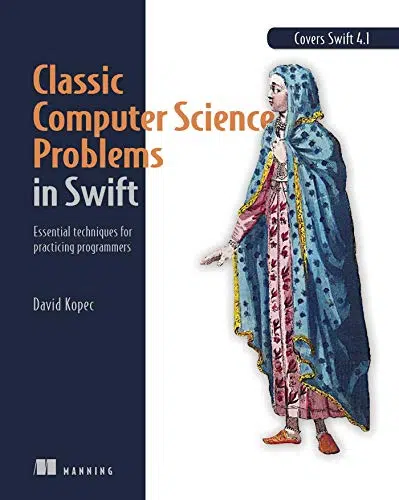 Covers Swift 4.1
Classic
Computer Science
Problems
in Swift
Essential techniques for
practicing programmers
David Kopec
MANNING